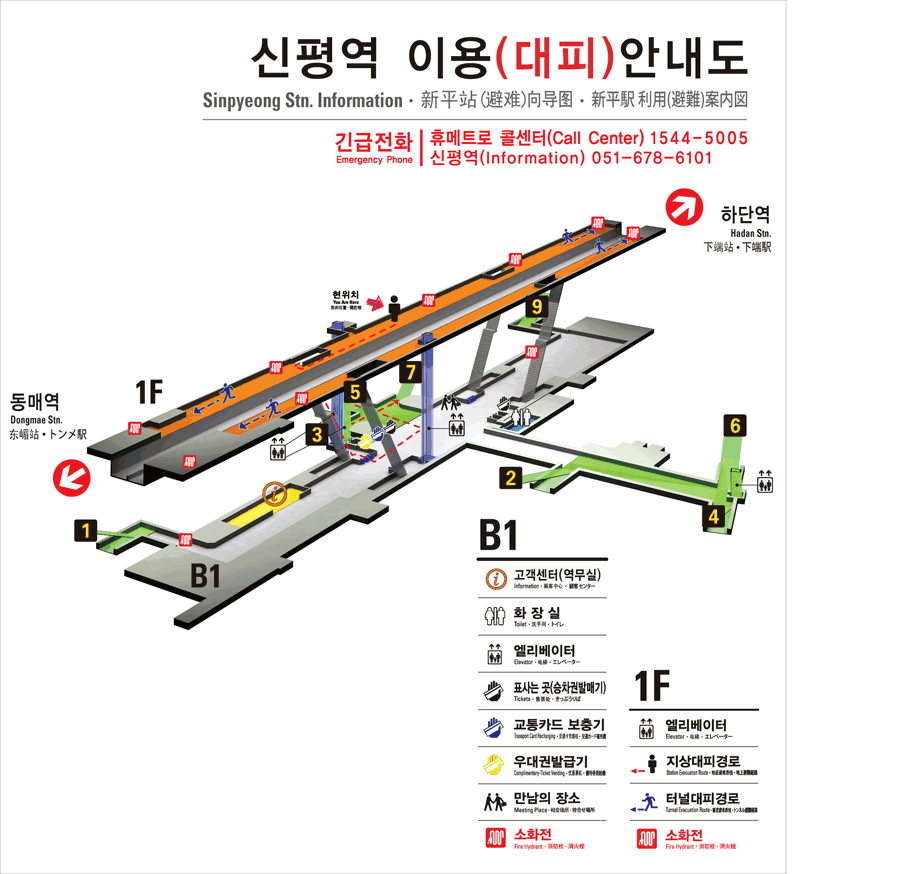 신평역 이용(대피)안내도
Sinpyeong Stn. Information · 新平站(避难)向导图 · 新平駅 利用(避難)案内図
긴급전화
Emergency Phone
휴메트로 콜센터(Call Center) 1544-5005
신평역(Information) 051-678-6101
하단역
Hadan Stn.
下端站 · 下端駅
현위치
You Are Here
9
7
5
3
1F
동매역
Dongmae Stn.
东嵋站 · トンメ駅
6
2
4
1
B1
B1
고객센터(역무실)
Information · 顧客中心 · 顧客センター
화 장 실
Toilet · 洗手间 · トイレ
엘리베이터
Elevator · 电梯 · エレベーター
표사는 곳(승차권발매기)
Tickets · 售票处 · きっぷうりば
교통카드 보충기
Transport Card Recharging
우대권발급기
Complimentary-Ticket Vending
만남의 장소
Meeting Place · 相会场所 · 待合せ場所
소화전
Fire Hydrant · 消防栓 · 消火栓
1F
엘리베이터
Elevator · 电梯 · エレベーター
지상대피경로
Station Evacuation Route
터널대피경로
Tunnel Evacuation Route
소화전
Fire Hydrant · 消防栓 · 消火栓